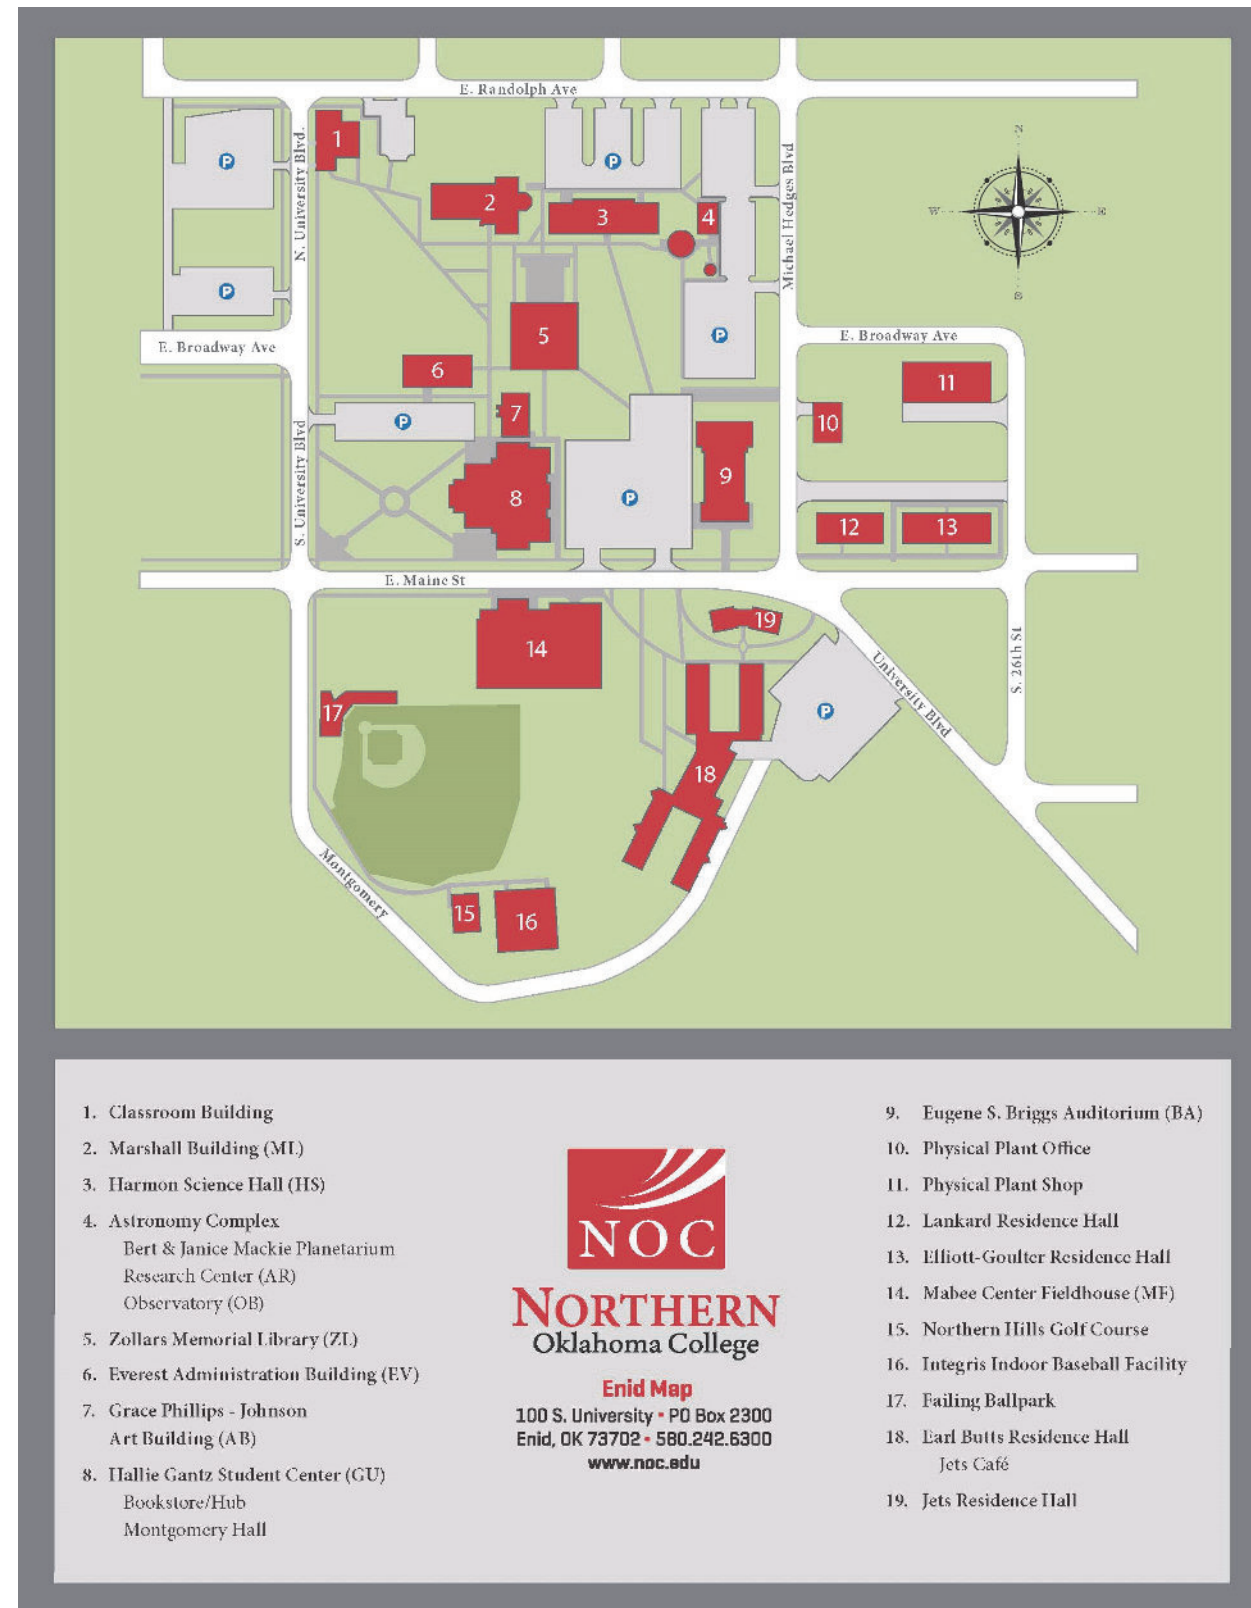 E. Randolph Ave
N. University Blvd.
Michael Hedges Blvd
1
P
2
3
P
4
N
W
E
S
P
5
P
E. Broadway Ave
E. Broadway Ave
6
11
7
P
10
S. University Blvd
9
8
P
12
13
E. Maine St
14
19
S. 26th St
University Blvd
17
P
18
Montgomery
15
16
1. Classroom Building
2. Marshall Building (ML)
3. Harmon Science Hall (HS)
4. Astronomy Complex
Bert & Janice Mackie Planetarium
Research Center (AR)
Observatory (OB)
5. Zollars Memorial Library (ZL)
6. Everest Administration Building (EV)
7. Grace Phillips - Johnson
Art Building (AB)
8. Hallie Gantz Student Center (GU)
Bookstore/Hub
Montgomery Hall
NOC
NORTHERN
Oklahoma College
Enid Map
100 S. University • PO Box 2300
Enid, OK 73702 • 580.242.6300
www.noc.edu
9. Eugene S. Briggs Auditorium (BA)
10. Physical Plant Office
11. Physical Plant Shop
12. Lankard Residence Hall
13. Elliott-Goulter Residence Hall
14. Mabee Center Fieldhouse (MF)
15. Northern Hills Golf Course
16. Integris Indoor Baseball Facility
17. Failing Ballpark
18. Earl Butts Residence Hall
Jets Café
19. Jets Residence Hall